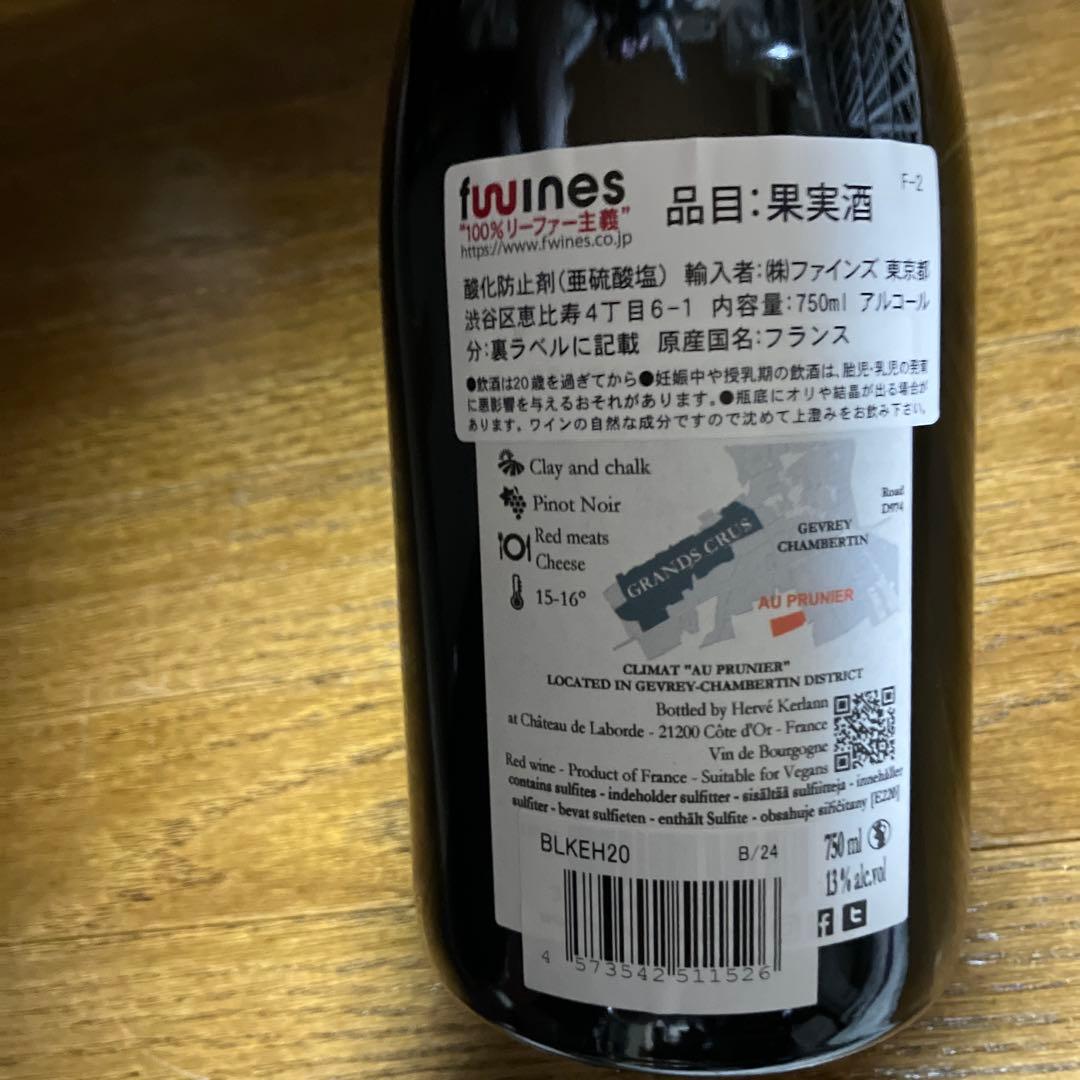 fwines
"100%リーファー主義"
https://www.fwines.co.jp
品目:果実酒
F-2
酸化防止剤(亜硫酸塩) 輸入者:㈱ファインズ 東京都
渋谷区恵比寿4丁目6-1 内容量:750ml アルコール
分:裏ラベルに記載 原産国名:フランス
●飲酒は20歳を過ぎてから●妊娠中や授乳期の飲酒は、胎児・乳児の発育
に悪影響を与えるおそれがあります。●瓶底にオリや結晶が出る場合が
あります。ワインの自然な成分ですので沈めて上澄みをお飲み下さい。
Clay and chalk
Pinot Noir
Red meats
Cheese
15-16°
Road
D974
GEVREY
CHAMBERTIN
GRANDS CRUS
AU PRUNIER
CLIMAT "AU PRUNIER"
LOCATED IN GEVREY-CHAMBERTIN DISTRICT
Bottled by Hervé Kerlann
at Château de Laborde - 21200 Côte d'Or - France
Vin de Bourgogne
Red wine - Product of France - Suitable for Vegans
contains sulfites - indeholder sulfitter - sisältää sulfiitteja - innehåller
sulfiter - bevat sulfieten - enthält Sulfite - obsahuje siřičitany [E220]
BLKEH20
B/24
750 ml
13% alc.vol
4 573542 511526